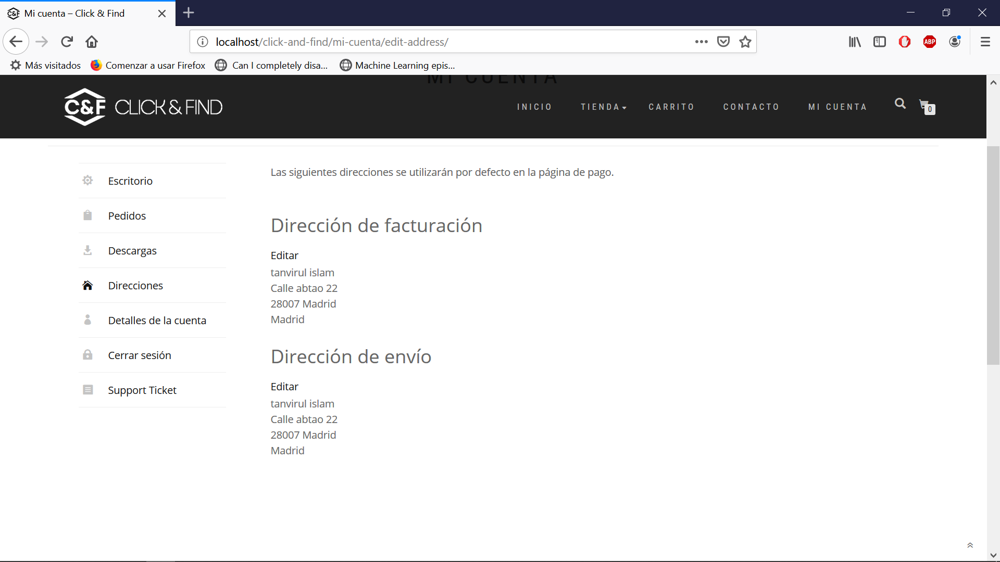 Mi cuenta – Click & Find
localhost/click-and-find/mi-cuenta/edit-address/
ABP
Más visitados
Comenzar a usar Firefox
Can I completely disa...
Machine Learning epis...
MI CUENTA
C&F CLICK & FIND
INICIO
TIENDA
CARRITO
CONTACTO
MI CUENTA
0
Escritorio
Pedidos
Descargas
Direcciones
Detalles de la cuenta
Cerrar sesión
Support Ticket
Las siguientes direcciones se utilizarán por defecto en la página de pago.
Dirección de facturación
Editar
tanvirul islam
Calle abtao 22
28007 Madrid
Madrid
Dirección de envío
Editar
tanvirul islam
Calle abtao 22
28007 Madrid
Madrid